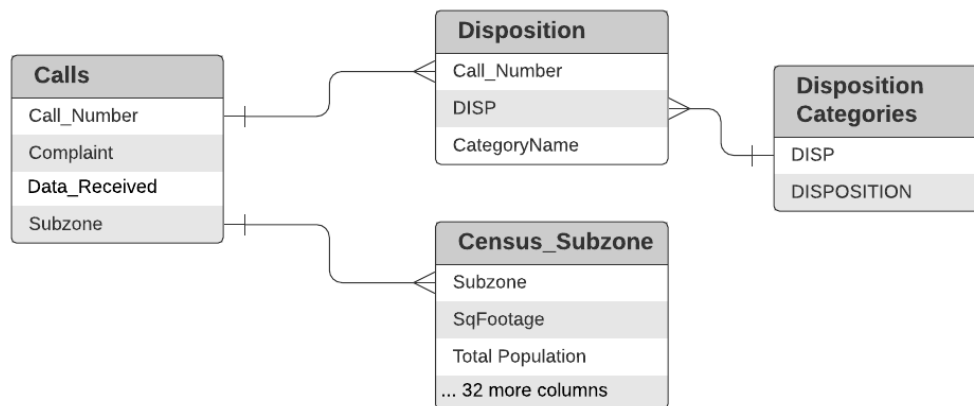 Calls
Call_Number
Complaint
Data_Received
Subzone
Disposition
Call_Number
DISP
CategoryName
Disposition
Categories
DISP
DISPOSITION
Census_Subzone
Subzone
SqFootage
Total Population
... 32 more columns